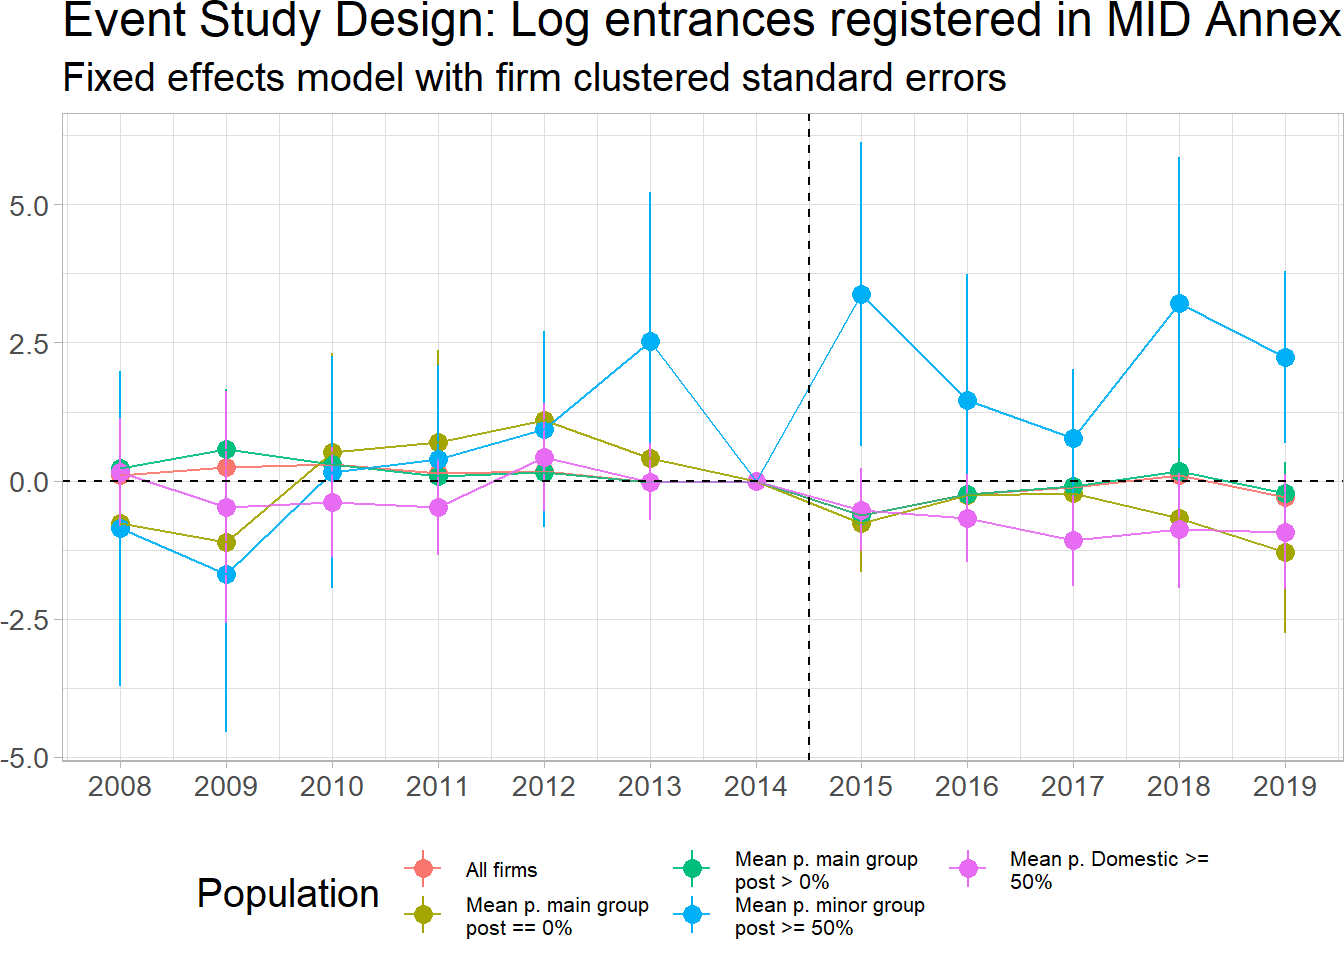 Event Study Design: Log entrances registered in MID Annex
Fixed effects model with firm clustered standard errors
5.0
2.5
0.0
-2.5
-5.0
2008 2009 2010 2011 2012 2013 2014 2015 2016 2017 2018 2019
Population
All firms
Mean p. main group
post == 0%
Mean p. main group
post > 0%
Mean p. minor group
post >= 50%
Mean p. Domestic >=
50%